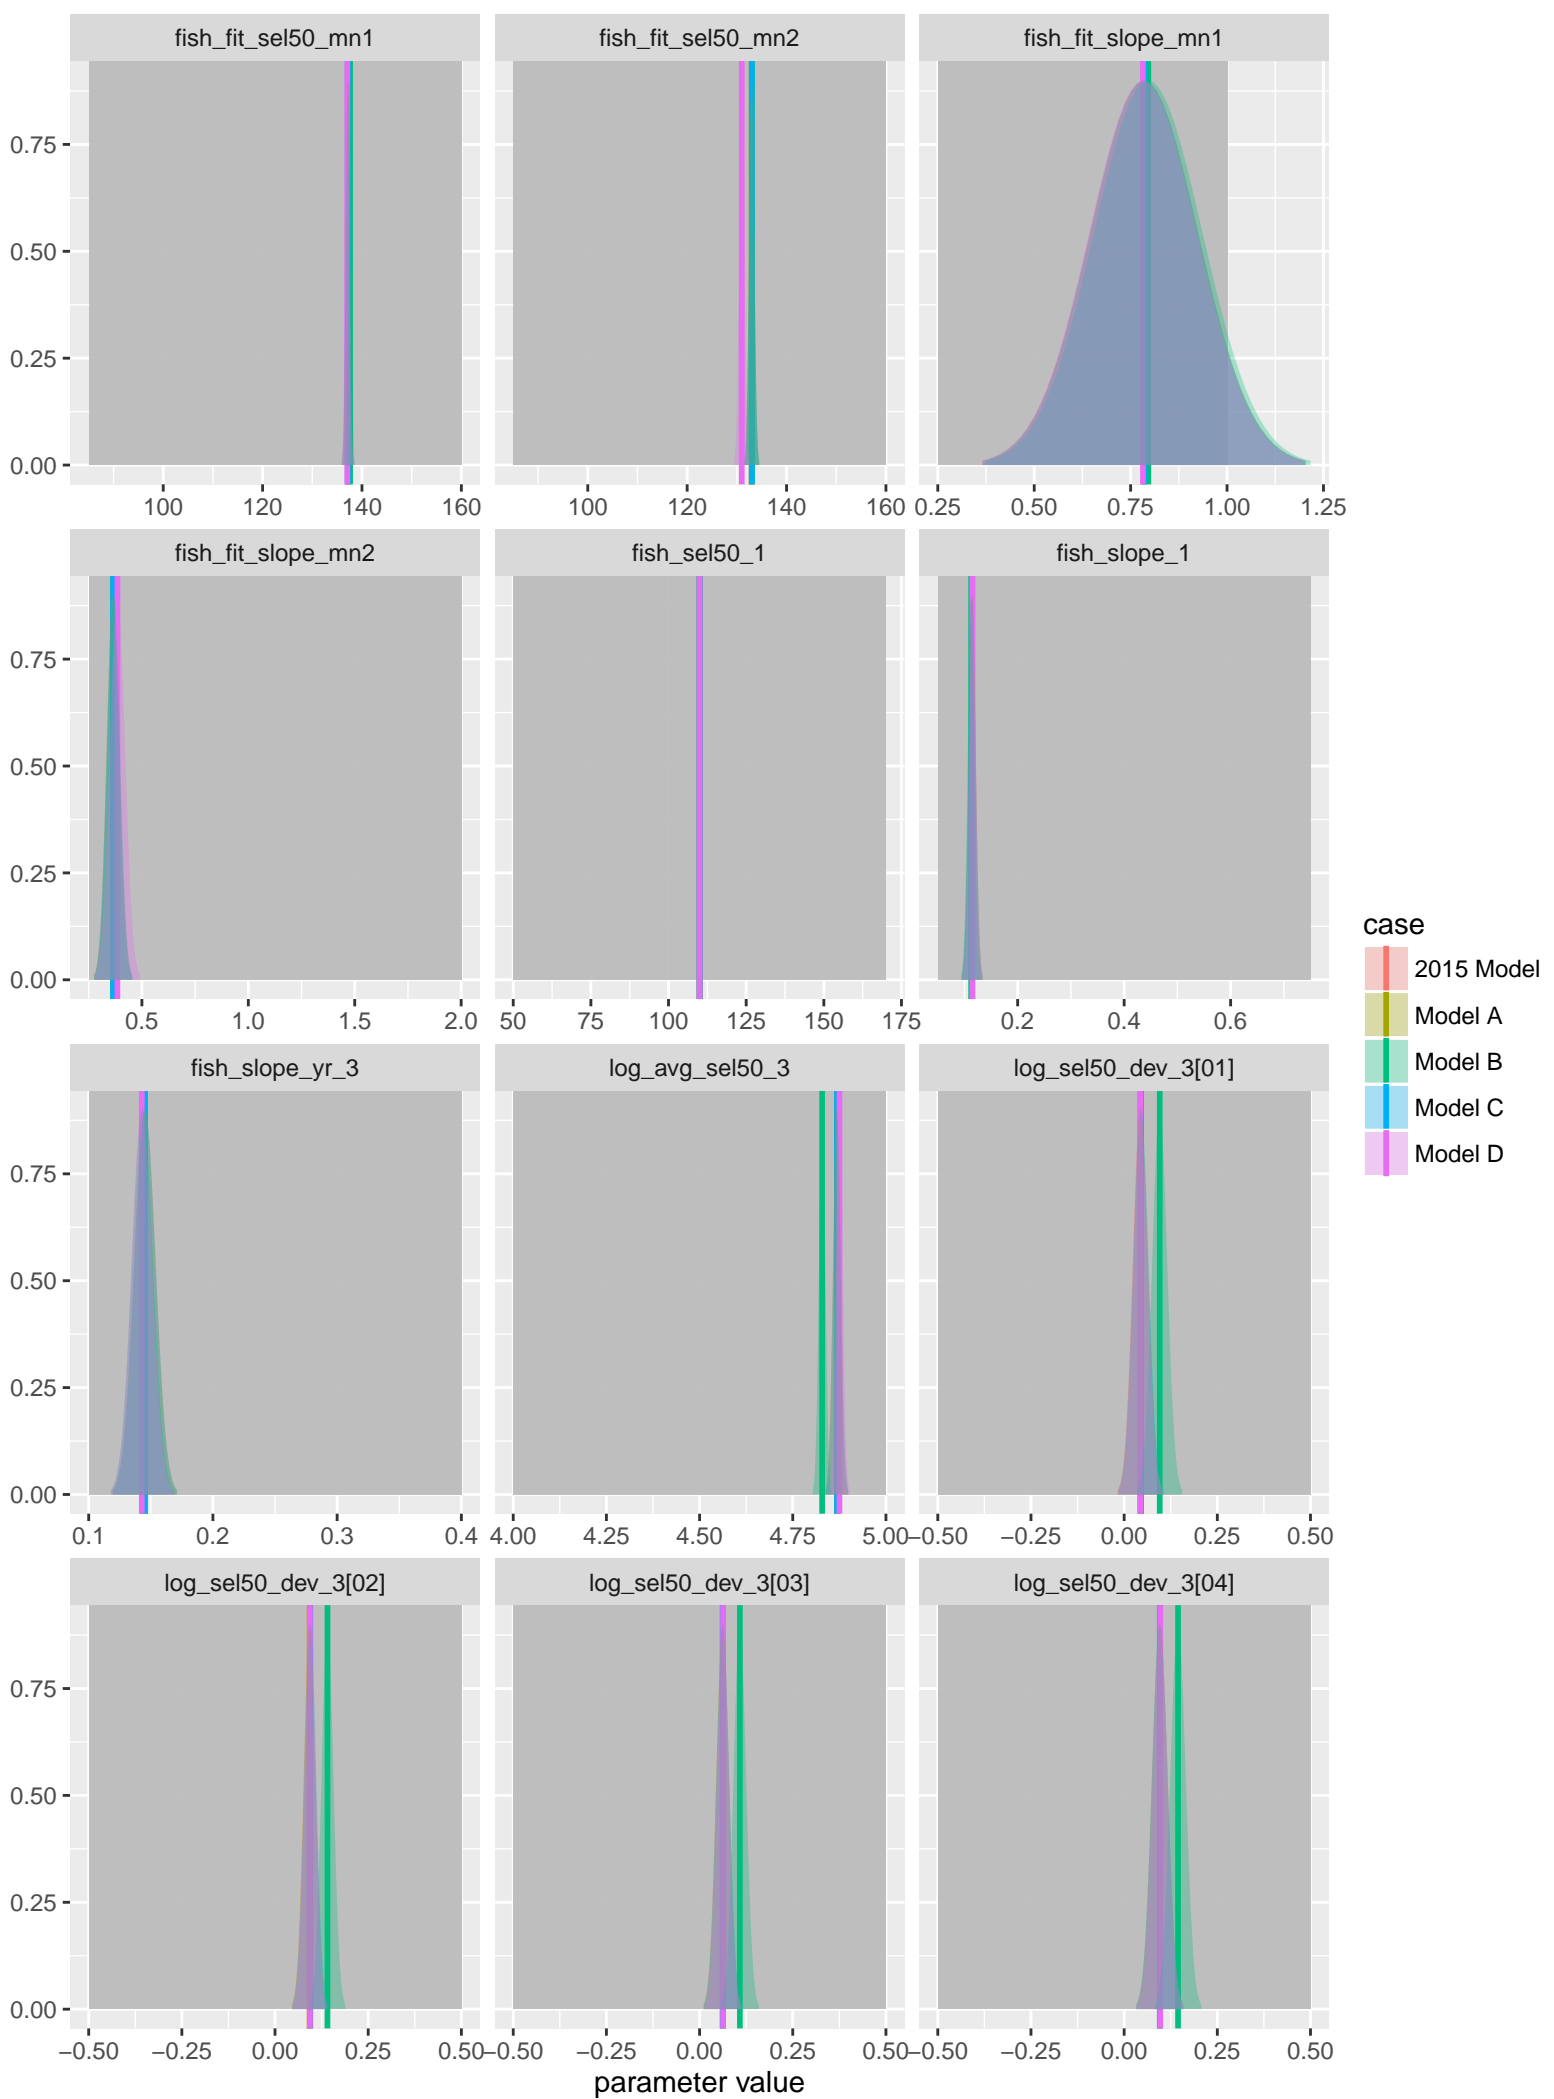 fish_fit_sel50_mn1 fish_fit_sel50_mn2 fish_fit_slope_mn1
0.75
0.50
0.25
0.00
100 120 140 160 100 120 140 160 0.25 0.50 0.75 1.00 1.25
fish_fit_slope_mn2 fish_sel50_1 fish_slope_1
0.75
0.50
0.25
0.00
0.5 1.0 1.5 2.0 50 75 100 125 150 175 0.2 0.4 0.6
case
2015 Model
Model A
Model B
Model C
Model D
fish_slope_yr_3 log_avg_sel50_3 log_sel50_dev_3[01]
0.75
0.50
0.25
0.00
0.1 0.2 0.3 0.4 4.00 4.25 4.50 4.75 5.00 −0.50 −0.25 0.00 0.25 0.50
log_sel50_dev_3[02] log_sel50_dev_3[03] log_sel50_dev_3[04]
0.75
0.50
0.25
0.00
−0.50 −0.25 0.00 0.25 0.50 −0.50 −0.25 0.00 0.25 0.50 −0.50 −0.25 0.00 0.25 0.50
parameter value